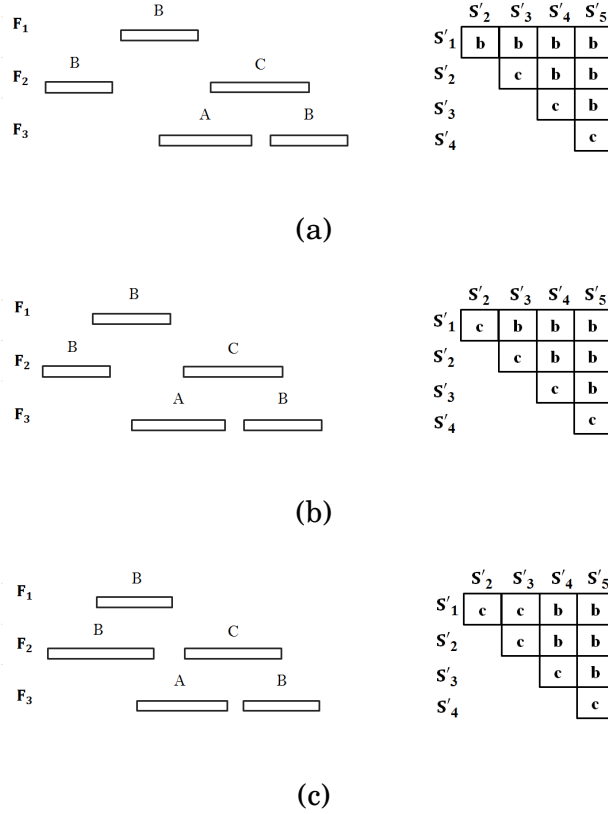 B
F₁
B C
F₂
A B
F₃
S′₂ S′₃ S′₄ S′₅
S′₁ b b b b
S′₂ c b b
S′₃ c b
S′₄ c
(a)
B
F₁
B C
F₂
A B
F₃
S′₂ S′₃ S′₄ S′₅
S′₁ c b b b
S′₂ c b b
S′₃ c b
S′₄ c
(b)
B
F₁
B C
F₂
A B
F₃
S′₂ S′₃ S′₄ S′₅
S′₁ c c b b
S′₂ c b b
S′₃ c b
S′₄ c
(c)